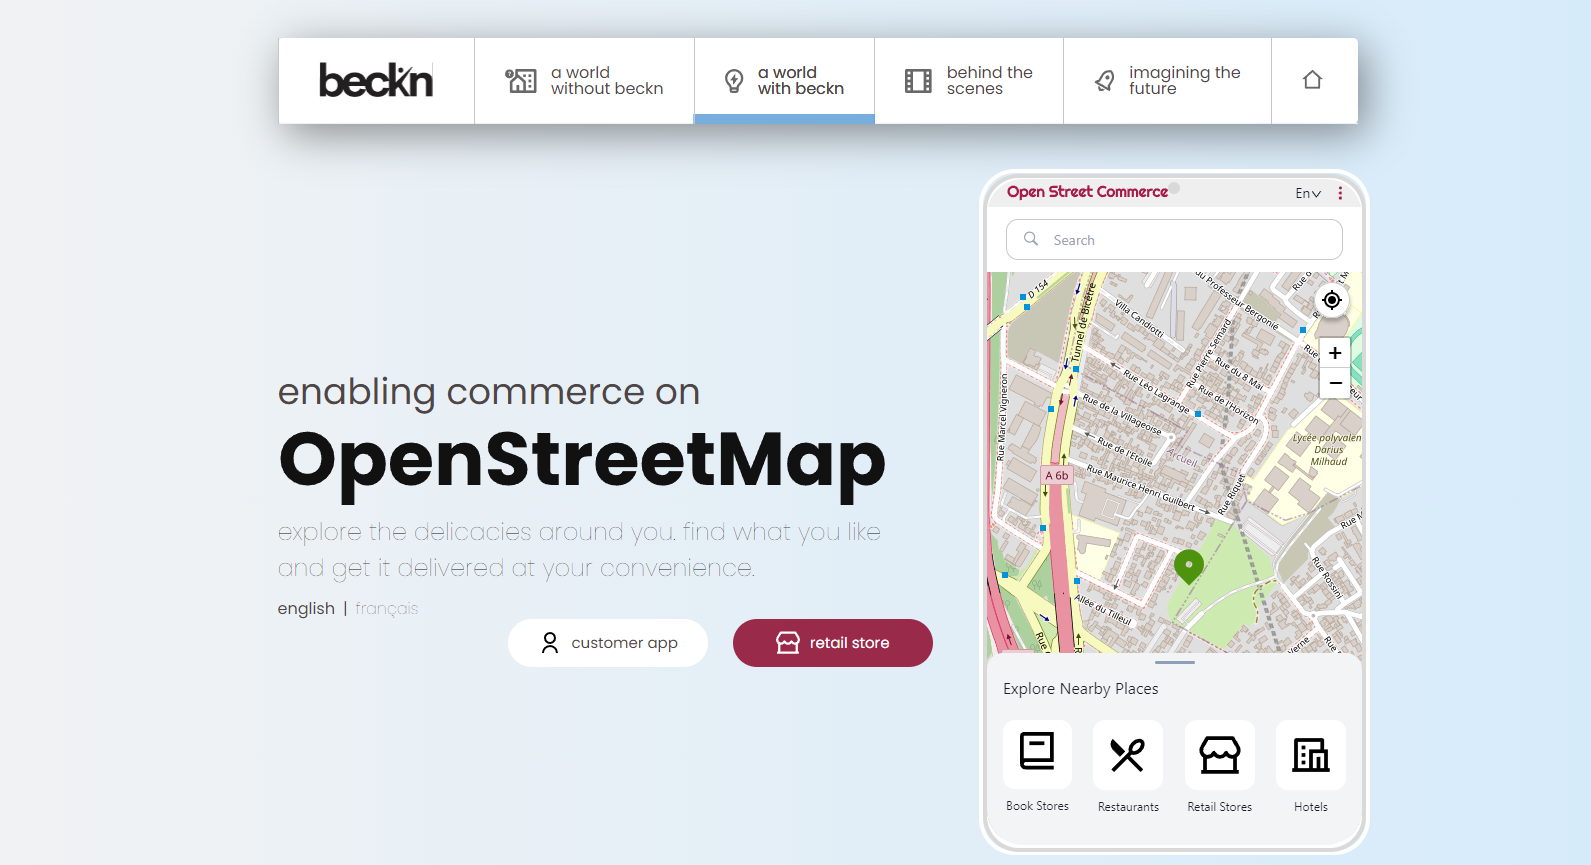 beckn
a world
without beckn
a world
with beckn
behind the
scenes
imagining the
future
enabling commerce on
OpenStreetMap
explore the delicacies around you. find what you like
and get it delivered at your convenience.
english | français
customer app
retail store
Open Street Commerce
En
Search
D 154
Tunnel de Bicêtre
Villa Candiotti
du Professeur Bergonié
Rue Pierre Semard
Rue du 8 Mai
Rue Léo Lagrange
Rue de l'Horizon
Rue Marcel Vigneron
Rue de la Villageoise
Rue de l'Etoile
Arcueil
Lycée polyvalen
Darius
Milhaud
A 6b
Rue Maurice Henri Guilbert
Rue Riquet
Rue Rossini
Allée du Tilleul
Verne
+
−
Explore Nearby Places
Book Stores
Restaurants
Retail Stores
Hotels